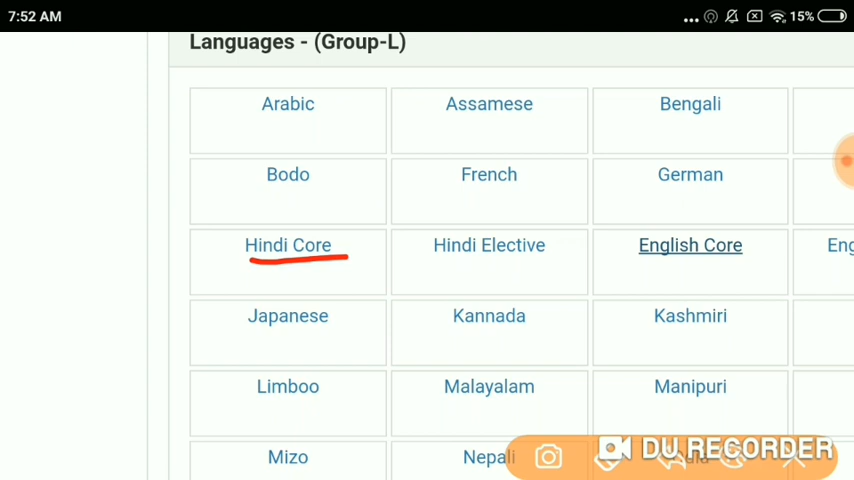 7:52 AM
15%
Languages - (Group-L)
Arabic Assamese Bengali
Bodo French German
Hindi Core Hindi Elective English Core Eng
Japanese Kannada Kashmiri
Limboo Malayalam Manipuri
Mizo Nepali
DU RECORDER